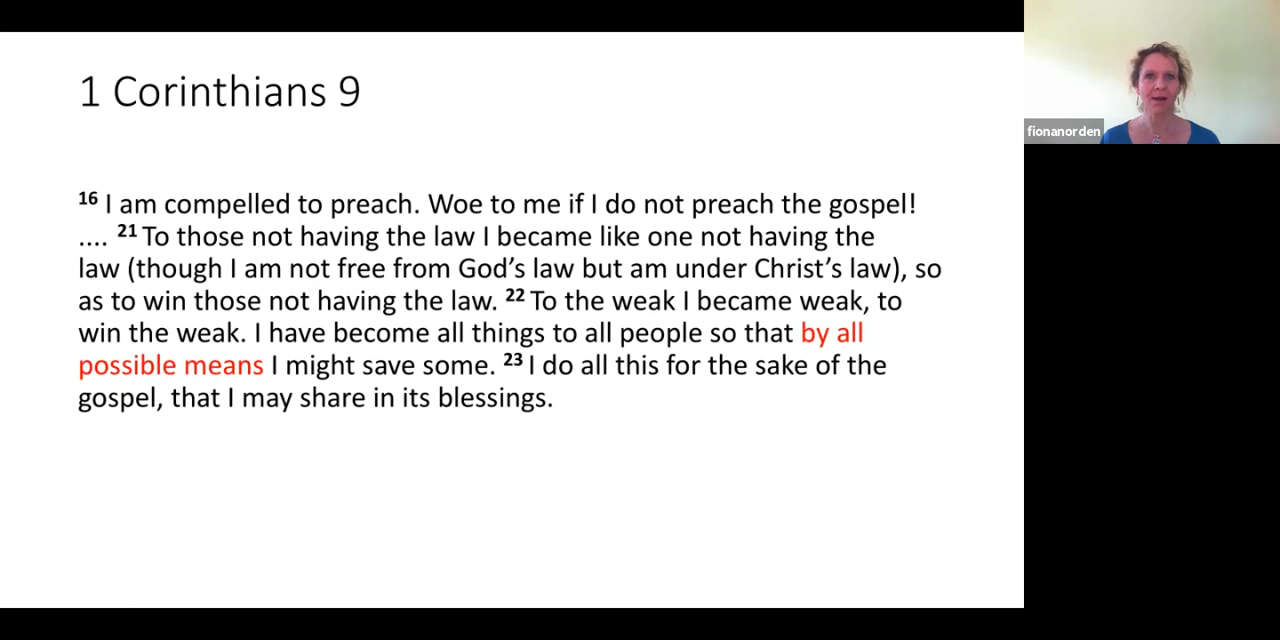 1 Corinthians 9
16 I am compelled to preach. Woe to me if I do not preach the gospel!
.... 21 To those not having the law I became like one not having the
law (though I am not free from God’s law but am under Christ’s law), so
as to win those not having the law. 22 To the weak I became weak, to
win the weak. I have become all things to all people so that by all
possible means I might save some. 23 I do all this for the sake of the
gospel, that I may share in its blessings.
fionanorden